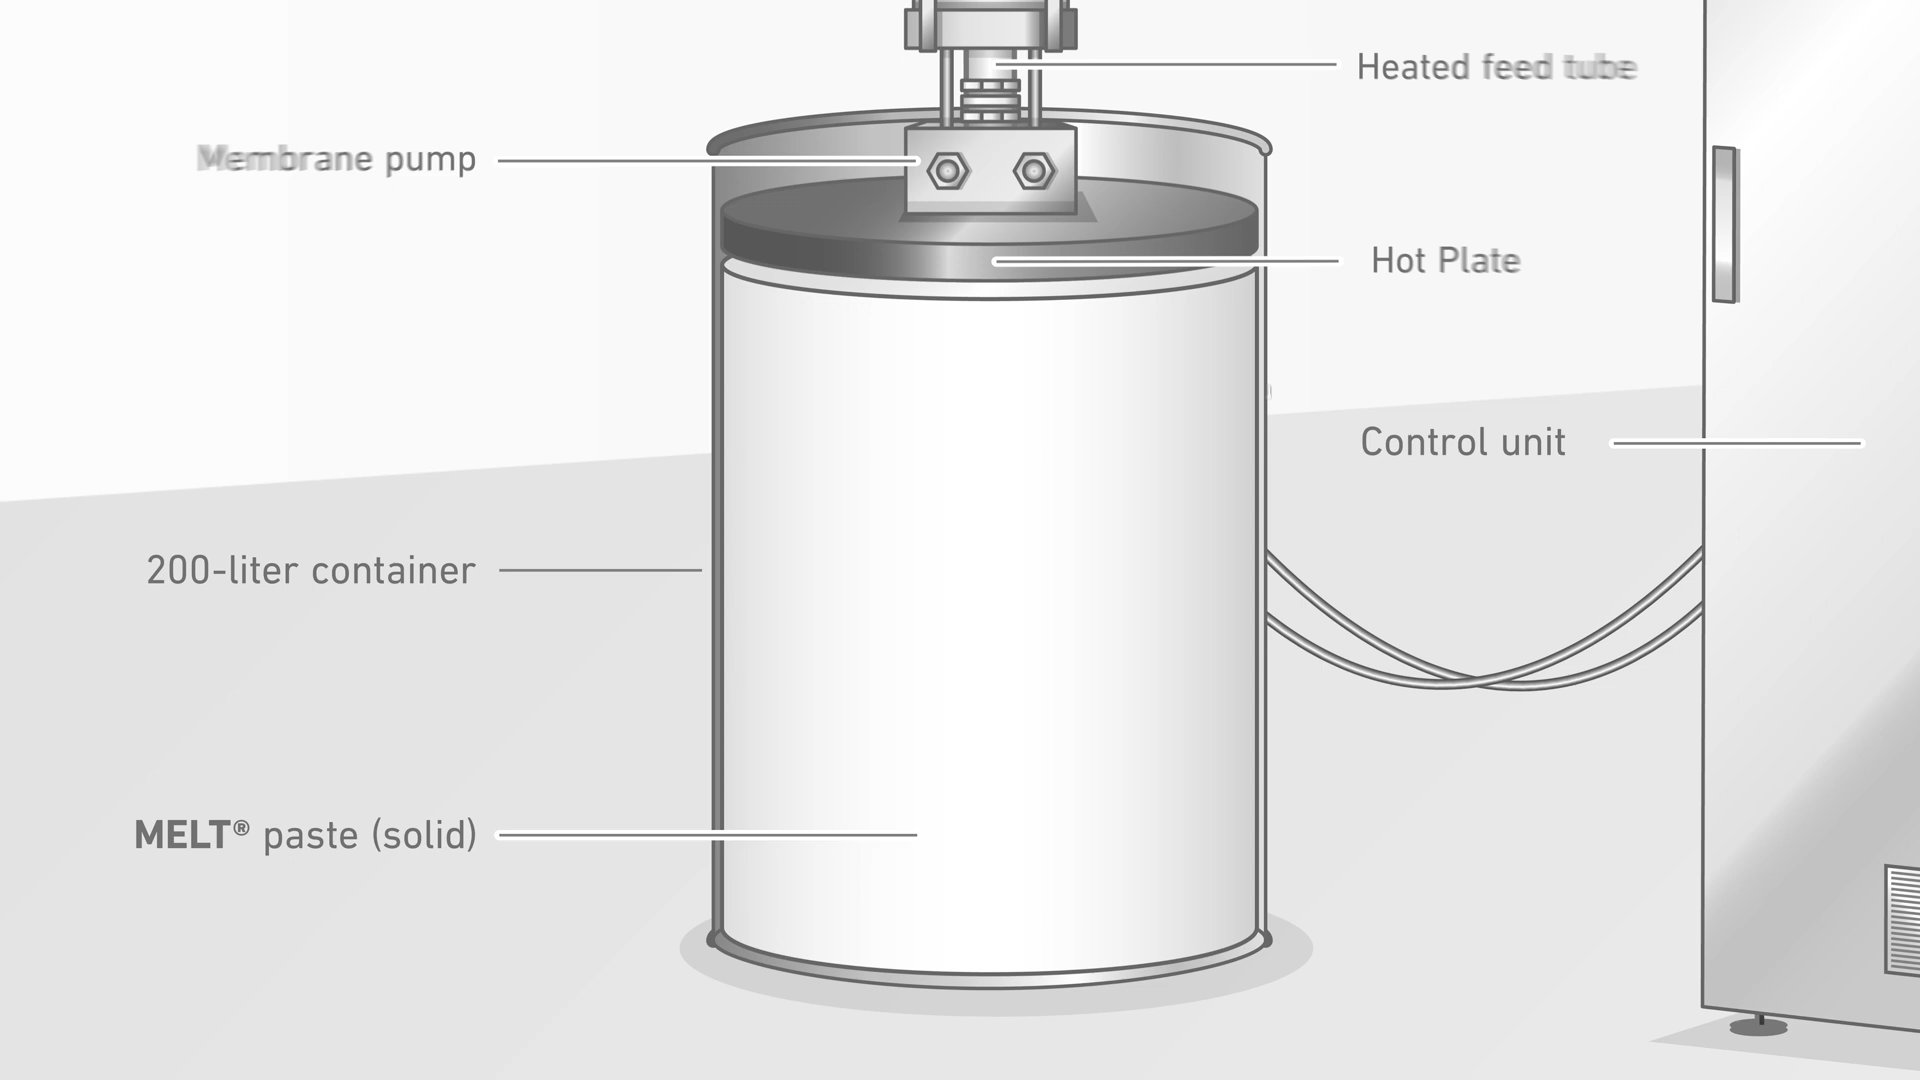 Heated feed tube
Membrane pump
Hot Plate
Control unit
200-liter container
MELT® paste (solid)